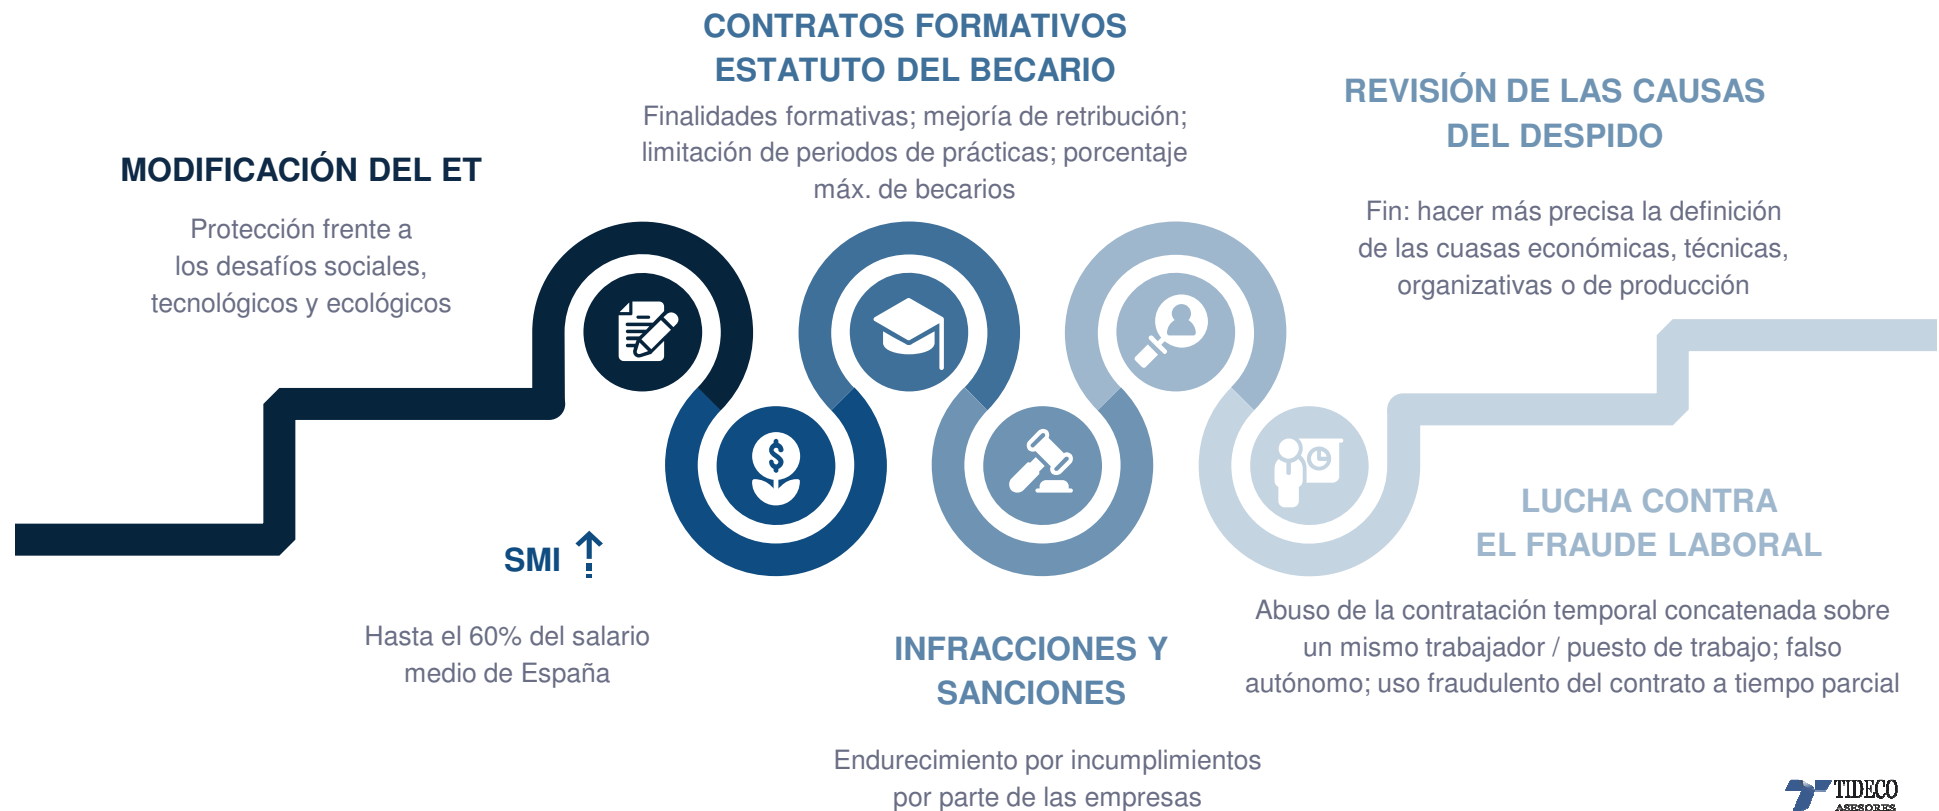 MODIFICACIÓN DEL ET
Protección frente a
los desafíos sociales,
tecnológicos y ecológicos
SMI
Hasta el 60% del salario
medio de España
CONTRATOS FORMATIVOS
ESTATUTO DEL BECARIO
Finalidades formativas; mejoría de retribución;
limitación de periodos de prácticas; porcentaje
máx. de becarios
INFRACCIONES Y
SANCIONES
Endurecimiento por incumplimientos
por parte de las empresas
REVISIÓN DE LAS CAUSAS
DEL DESPIDO
Fin: hacer más precisa la definición
de las cuasas económicas, técnicas,
organizativas o de producción
LUCHA CONTRA
EL FRAUDE LABORAL
Abuso de la contratación temporal concatenada sobre
un mismo trabajador / puesto de trabajo; falso
autónomo; uso fraudulento del contrato a tiempo parcial
TIDECO
ASESORES